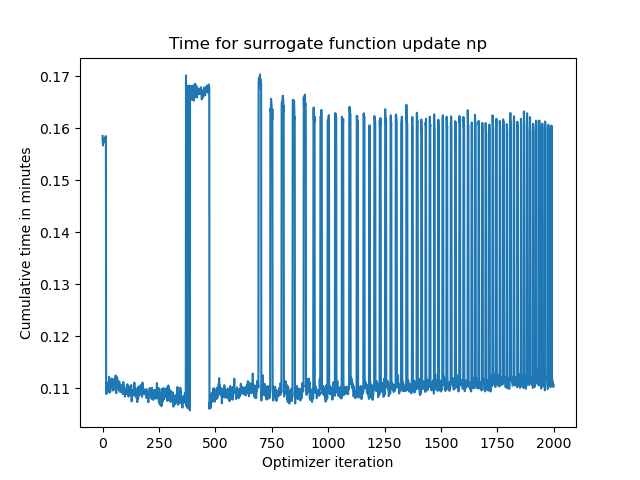 Time for surrogate function update np
Cumulative time in minutes
0.17
0.16
0.15
0.14
0.13
0.12
0.11
0 250 500 750 1000 1250 1500 1750 2000
Optimizer iteration